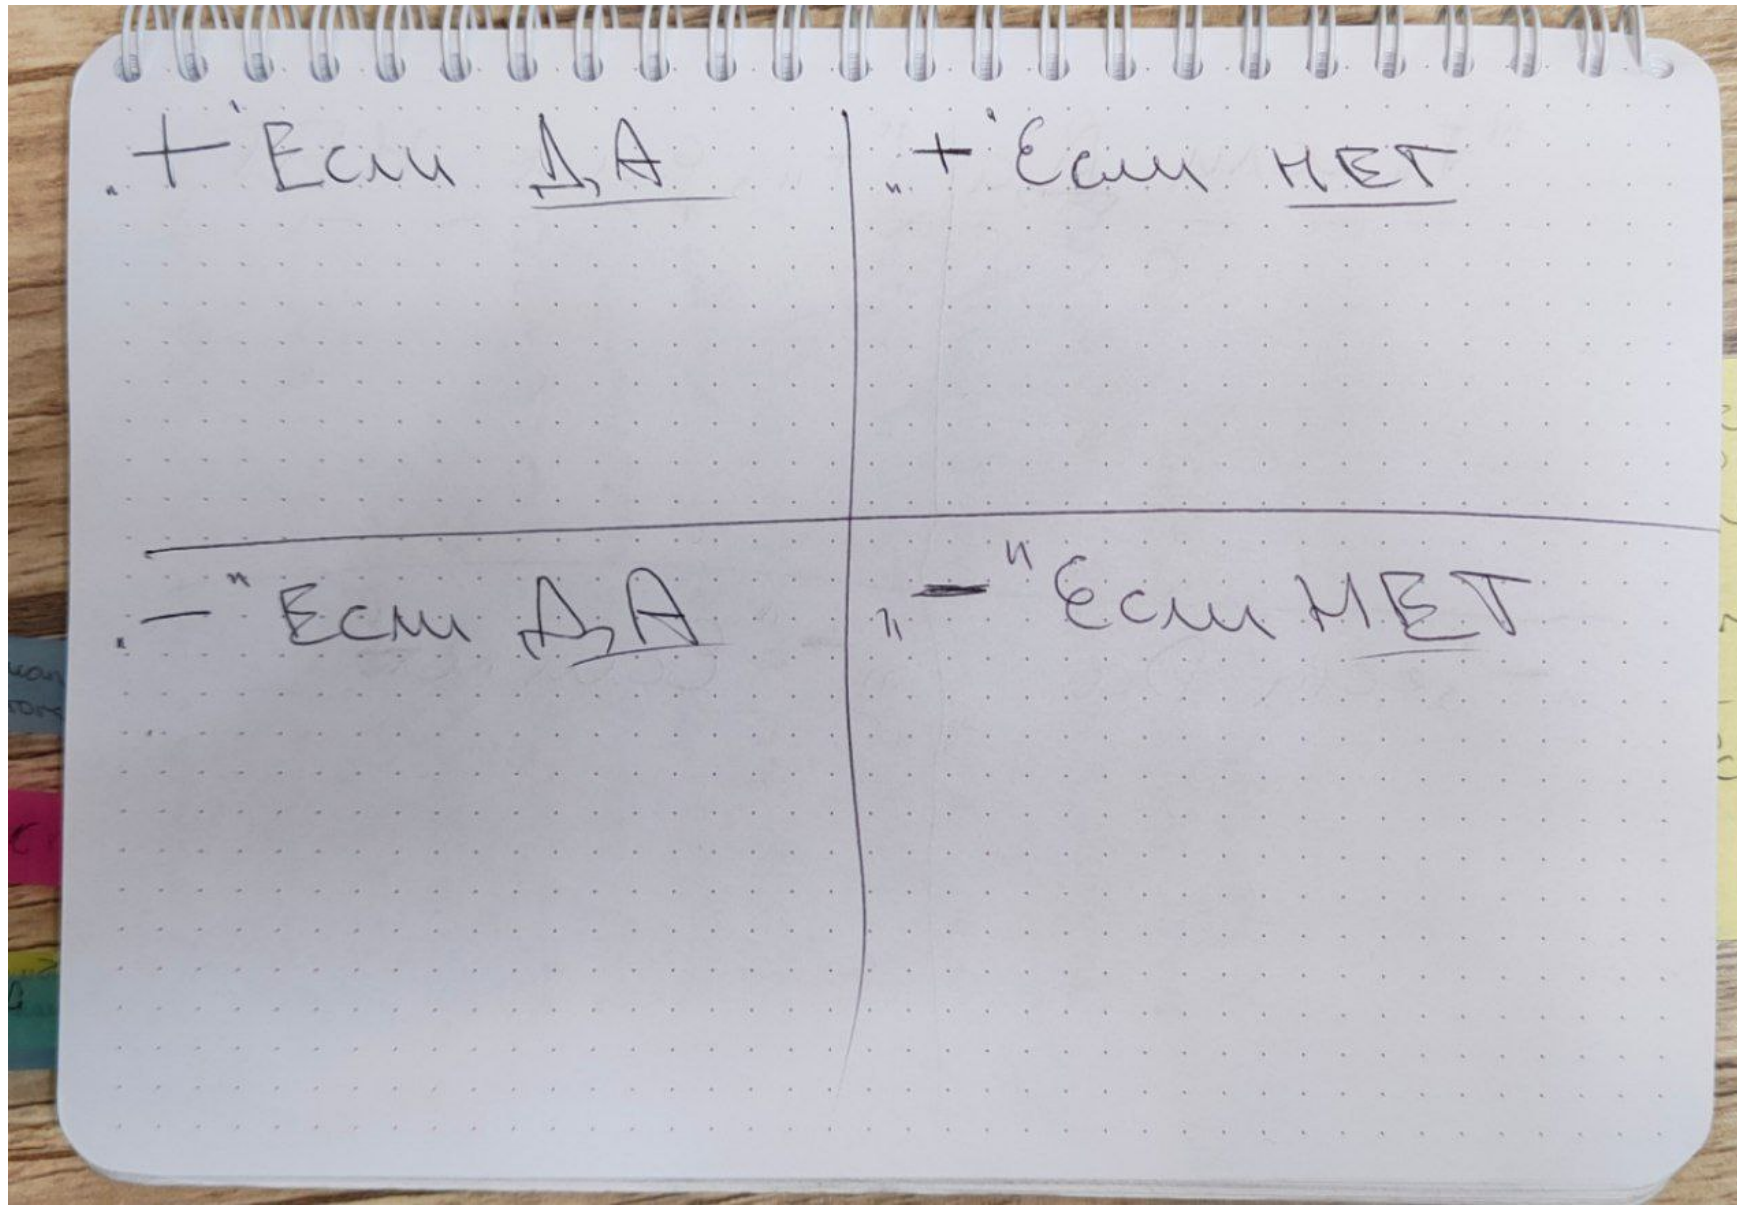 „+" Если ДА
„+" Если НЕТ
„—" Если ДА
„—" Если НЕТ